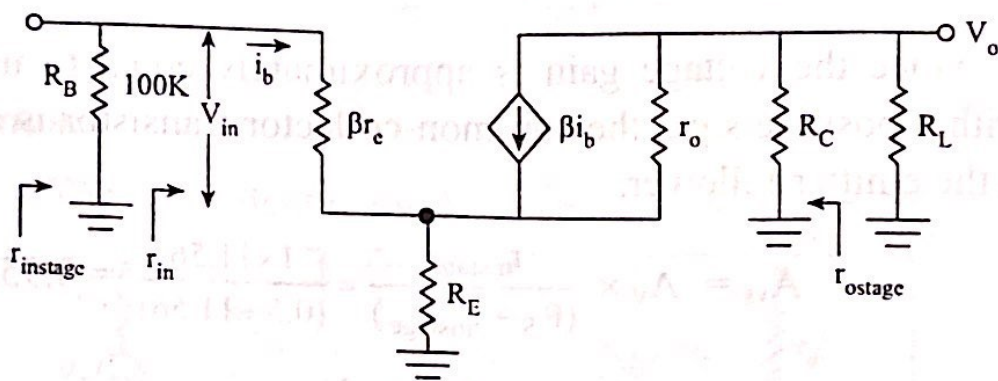 R_B
100K
V_in
i_b
βr_e
βi_b
r_o
R_C
R_L
V_o
r_instage
r_in
R_E
r_ostage